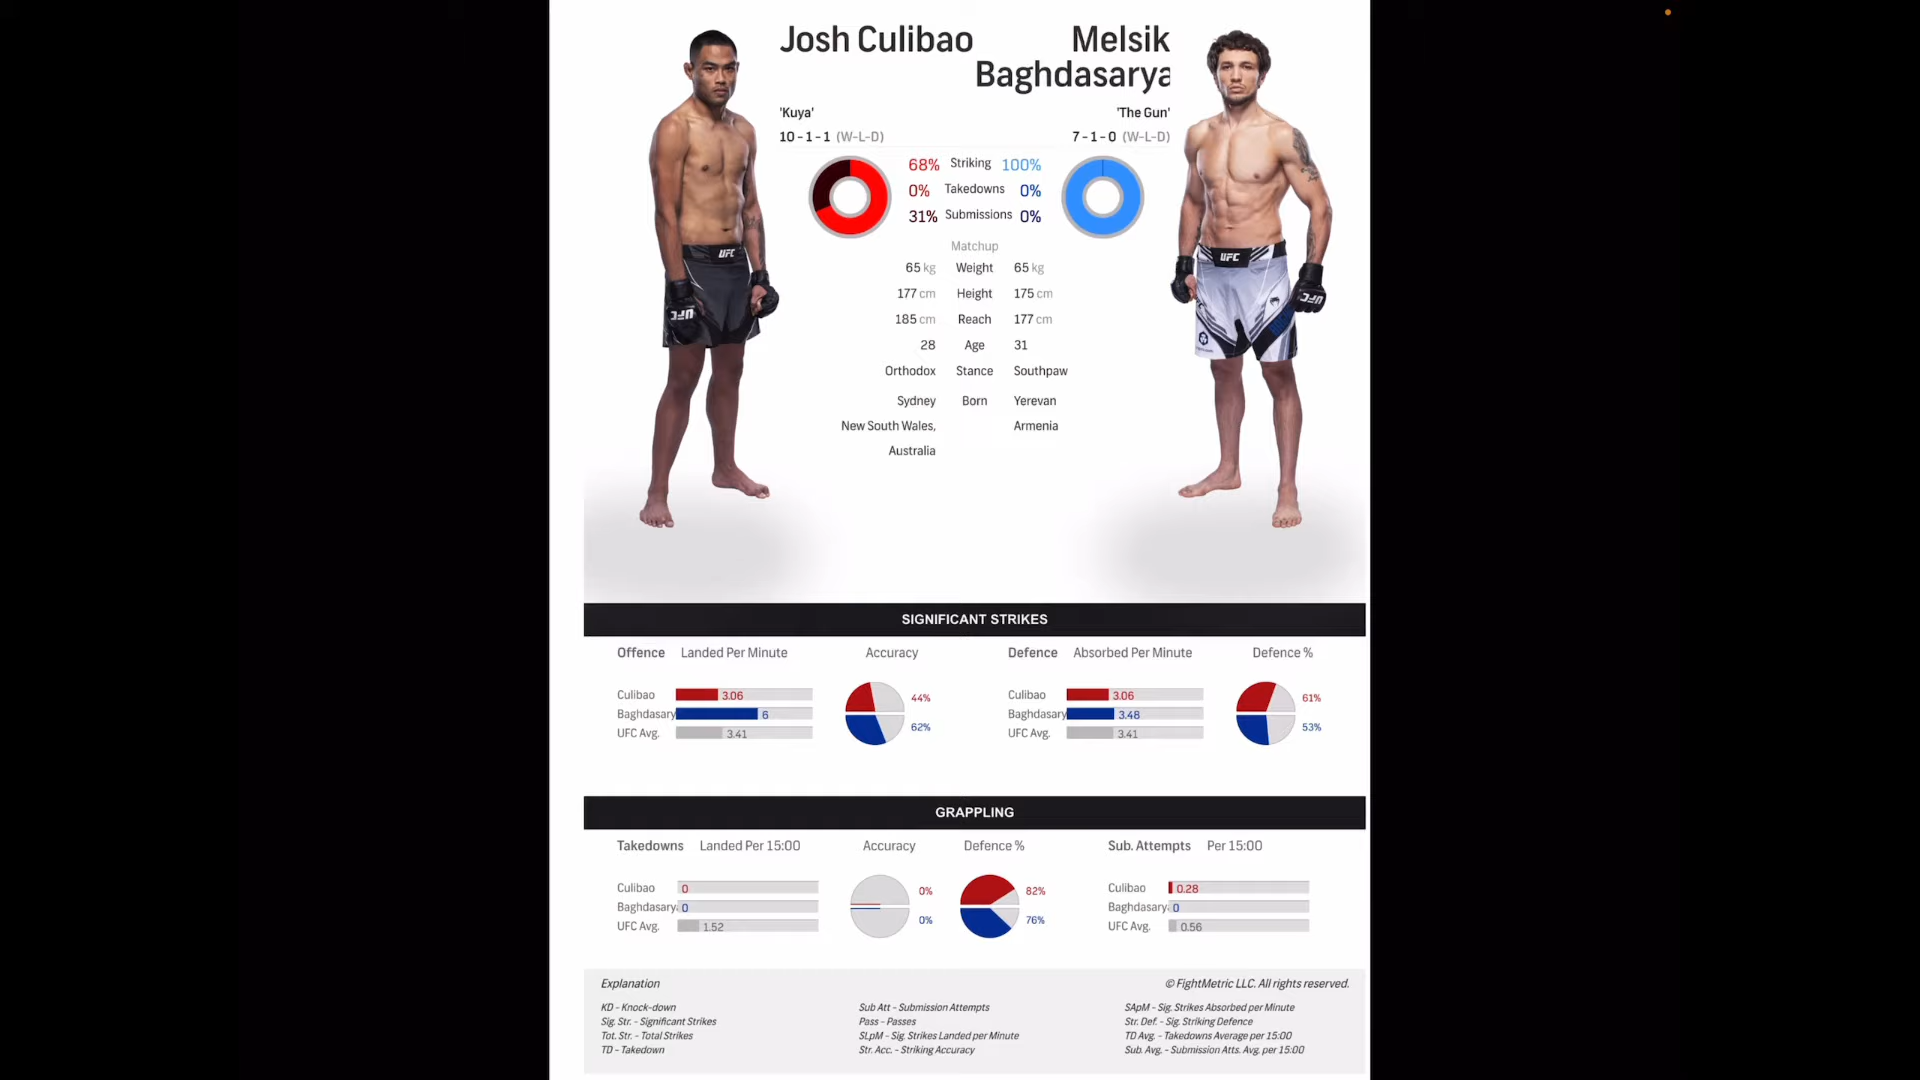 Josh Culibao
Melsik
Baghdasarya
'Kuya'
'The Gun'
10 - 1 - 1 (W-L-D)
7 - 1 - 0 (W-L-D)
68% Striking 100%
0% Takedowns 0%
31% Submissions 0%
Matchup
65 kg Weight 65 kg
177 cm Height 175 cm
185 cm Reach 177 cm
28 Age 31
Orthodox Stance Southpaw
Sydney Born Yerevan
New South Wales, Armenia
Australia
UFC
UFC
UFC
UFC
SIGNIFICANT STRIKES
Offence Landed Per Minute Accuracy Defence Absorbed Per Minute Defence %
Culibao 3.06 44% Culibao 3.06 61%
Baghdasary 6 62% Baghdasary 3.48 53%
UFC Avg. 3.41 UFC Avg. 3.41
GRAPPLING
Takedowns Landed Per 15:00 Accuracy Defence % Sub. Attempts Per 15:00
Culibao 0 0% 82% Culibao 0.28
Baghdasarya 0 0% 76% Baghdasarya 0
UFC Avg. 1.52 UFC Avg. 0.56
Explanation © FightMetric LLC. All rights reserved.
KD - Knock-down Sub Att - Submission Attempts SApM - Sig. Strikes Absorbed per Minute
Sig. Str. - Significant Strikes Pass - Passes Str. Def. - Sig. Striking Defence
Tot. Str. - Total Strikes SLpM - Sig. Strikes Landed per Minute TD Avg. - Takedowns Average per 15:00
TD - Takedown Str. Acc. - Striking Accuracy Sub. Avg. - Submission Atts. Avg. per 15:00